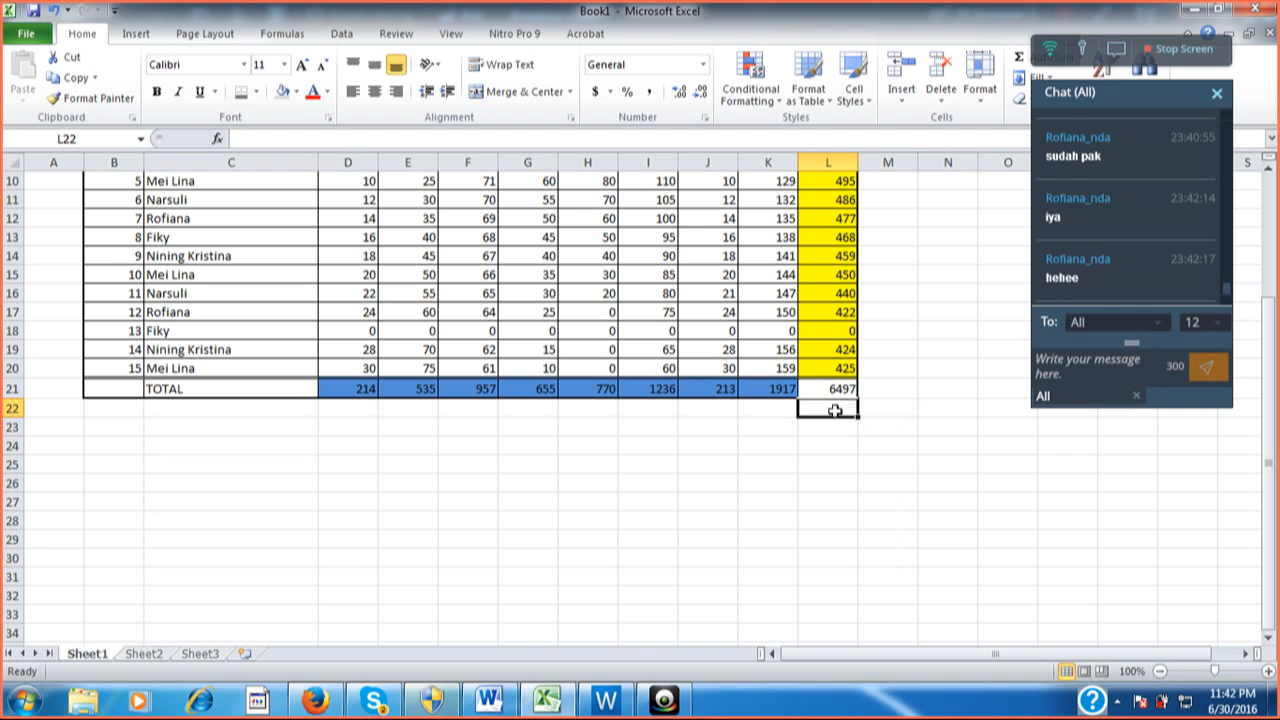 Book1 - Microsoft Excel
File Home Insert Page Layout Formulas Data Review View Nitro Pro 9 Acrobat
Paste
Cut
Copy
Format Painter
Clipboard
Calibri 11
B I U
Font
Wrap Text
Merge & Center
Alignment
General
Number
Conditional Formatting
Format as Table
Cell Styles
Styles
Insert Delete Format
Cells
L22 fx
A B C D E F G H I J K L M N O S
10 5 Mei Lina 10 25 71 60 80 110 10 129 495
11 6 Narsuli 12 30 70 55 70 105 12 132 486
12 7 Rofiana 14 35 69 50 60 100 14 135 477
13 8 Fiky 16 40 68 45 50 95 16 138 468
14 9 Nining Kristina 18 45 67 40 40 90 18 141 459
15 10 Mei Lina 20 50 66 35 30 85 20 144 450
16 11 Narsuli 22 55 65 30 20 80 21 147 440
17 12 Rofiana 24 60 64 25 0 75 24 150 422
18 13 Fiky 0 0 0 0 0 0 0 0 0
19 14 Nining Kristina 28 70 62 15 0 65 28 156 424
20 15 Mei Lina 30 75 61 10 0 60 30 159 425
21 TOTAL 214 535 957 655 770 1236 213 1917 6497
22
23
24
25
26
27
28
29
30
31
32
33
34
Stop Screen
Chat (All)
Rofiana_nda 23:40:55
sudah pak
Rofiana_nda 23:42:14
iya
Rofiana_nda 23:42:17
hehee
To: All 12
Write your message here. 300
All
Sheet1 Sheet2 Sheet3
Ready 100%
11:42 PM
6/30/2016